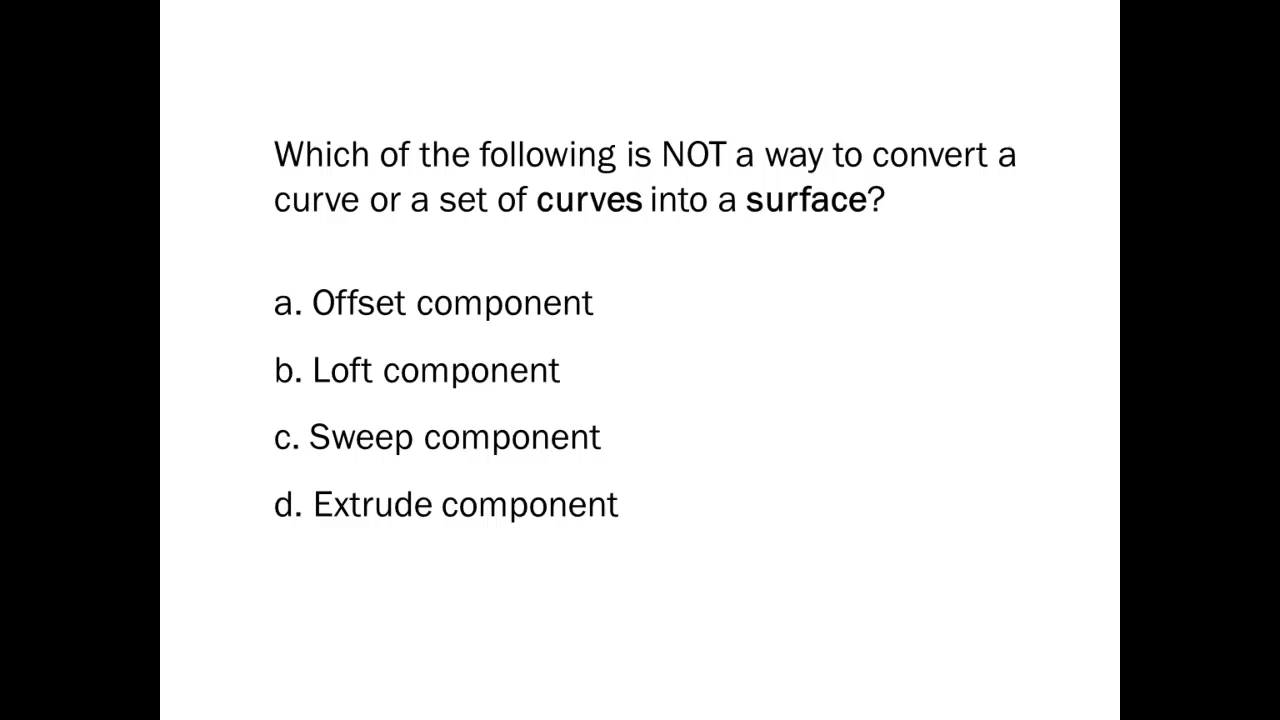 Which of the following is NOT a way to convert a
curve or a set of curves into a surface?
a. Offset component
b. Loft component
c. Sweep component
d. Extrude component